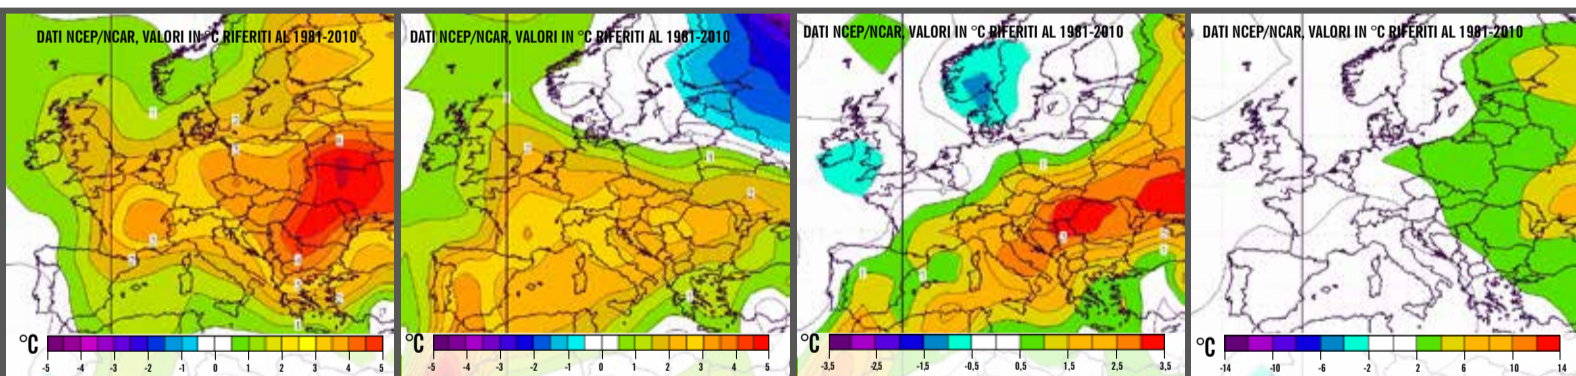 DATI NCEP/NCAR, VALORI IN °C RIFERITI AL 1981-2010
DATI NCEP/NCAR, VALORI IN °C RIFERITI AL 1981-2010
DATI NCEP/NCAR, VALORI IN °C RIFERITI AL 1981-2010
DATI NCEP/NCAR, VALORI IN °C RIFERITI AL 1981-2010
°C
-5 -4 -3 -2 -1 0 1 2 3 4 5
°C
-5 -4 -3 -2 -1 0 1 2 3 4 5
°C
-3,5 -2,5 -1,5 -0,5 0,5 1,5 2,5 3,5
°C
-14 -10 -6 -2 2 6 10 14